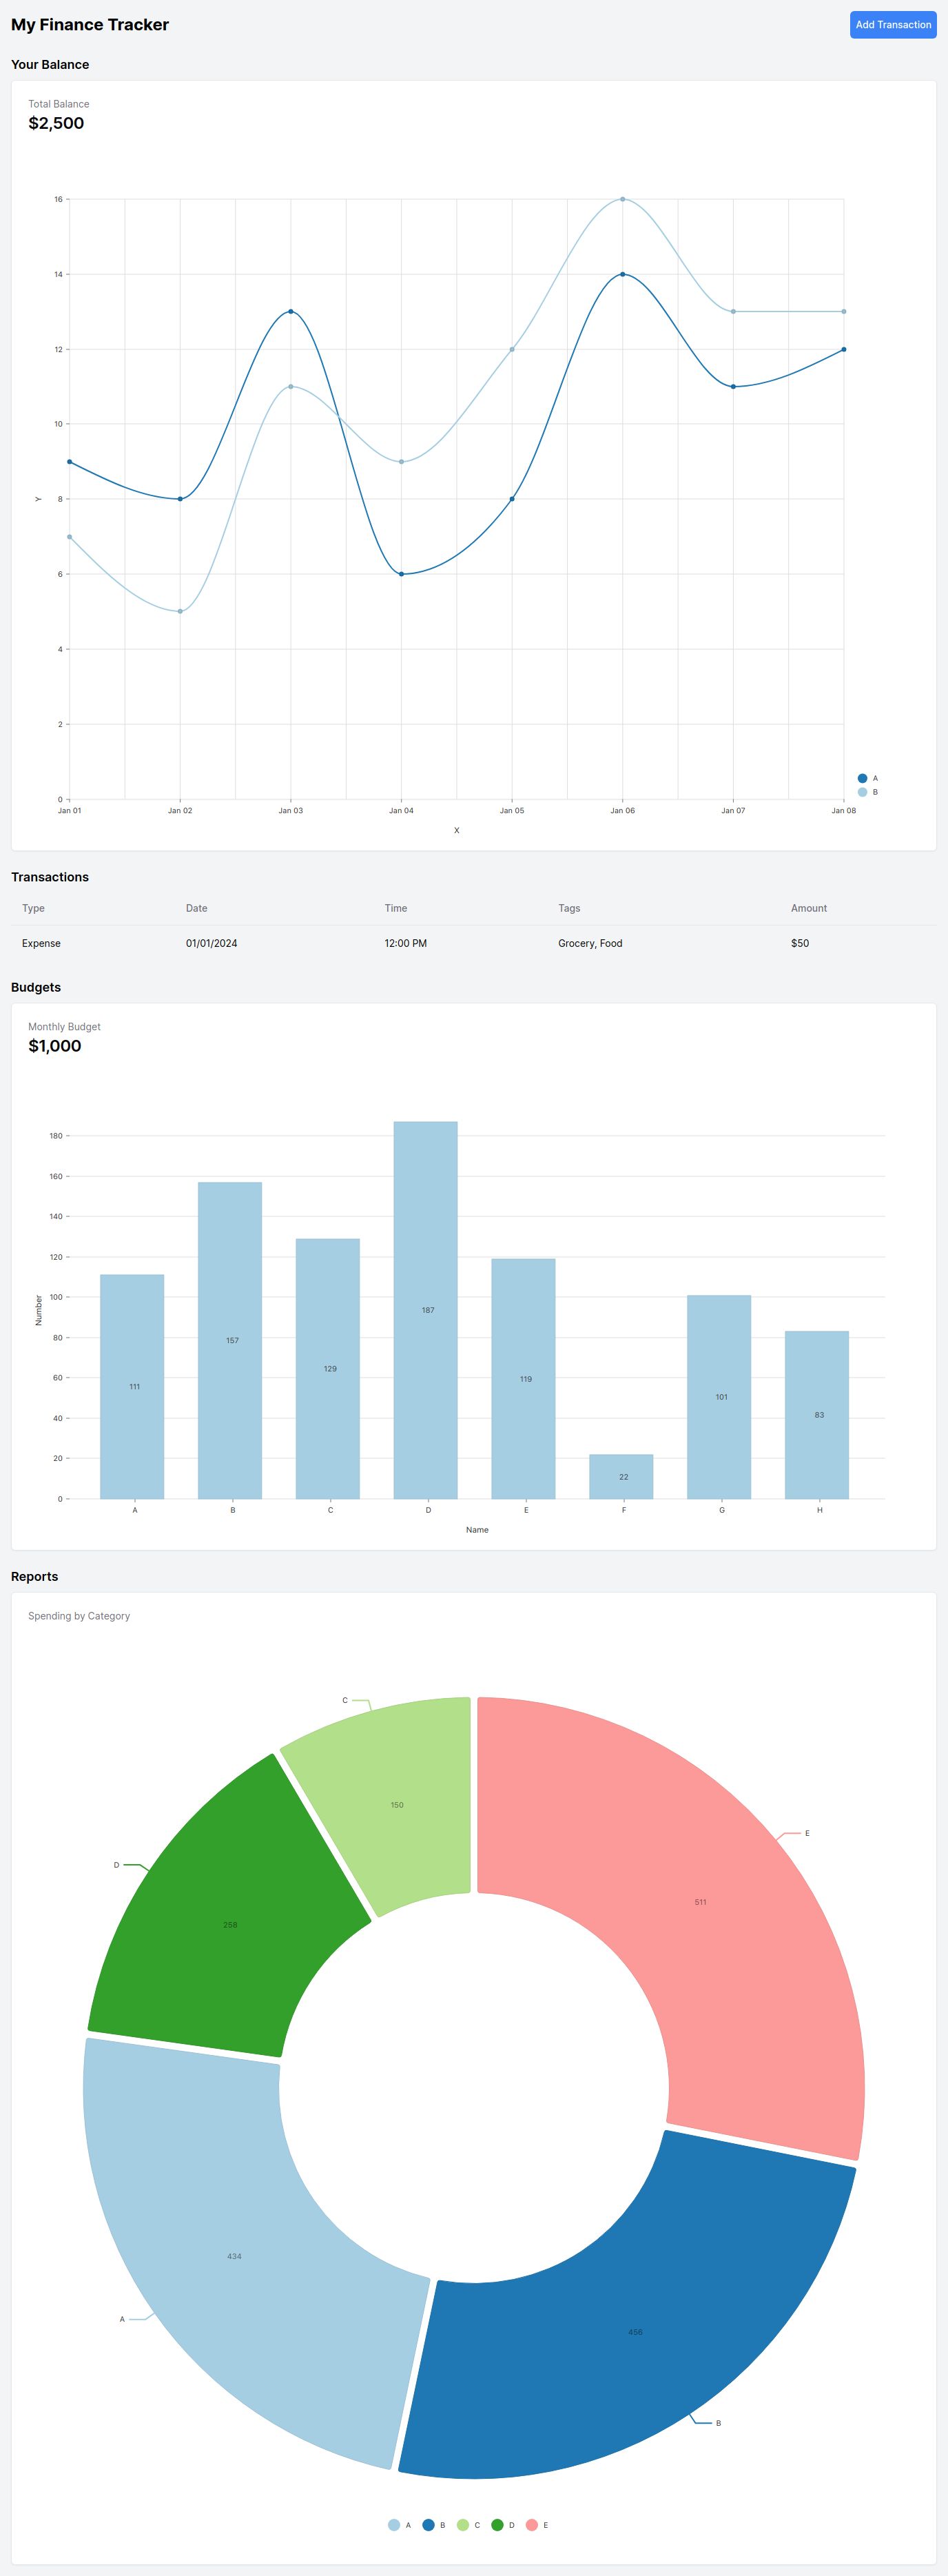 My Finance Tracker
Add Transaction
Your Balance
Total Balance
$2,500
16
14
12
10
8
6
4
2
0
Y
Jan 01 Jan 02 Jan 03 Jan 04 Jan 05 Jan 06 Jan 07 Jan 08
X
A
B
Transactions
Type Date Time Tags Amount
Expense 01/01/2024 12:00 PM Grocery, Food $50
Budgets
Monthly Budget
$1,000
180
160
140
120
100
80
60
40
20
0
Number
111 157 129 187 119 22 101 83
A B C D E F G H
Name
Reports
Spending by Category
C
150
E
511
D
258
434
A
456
B
A B C D E